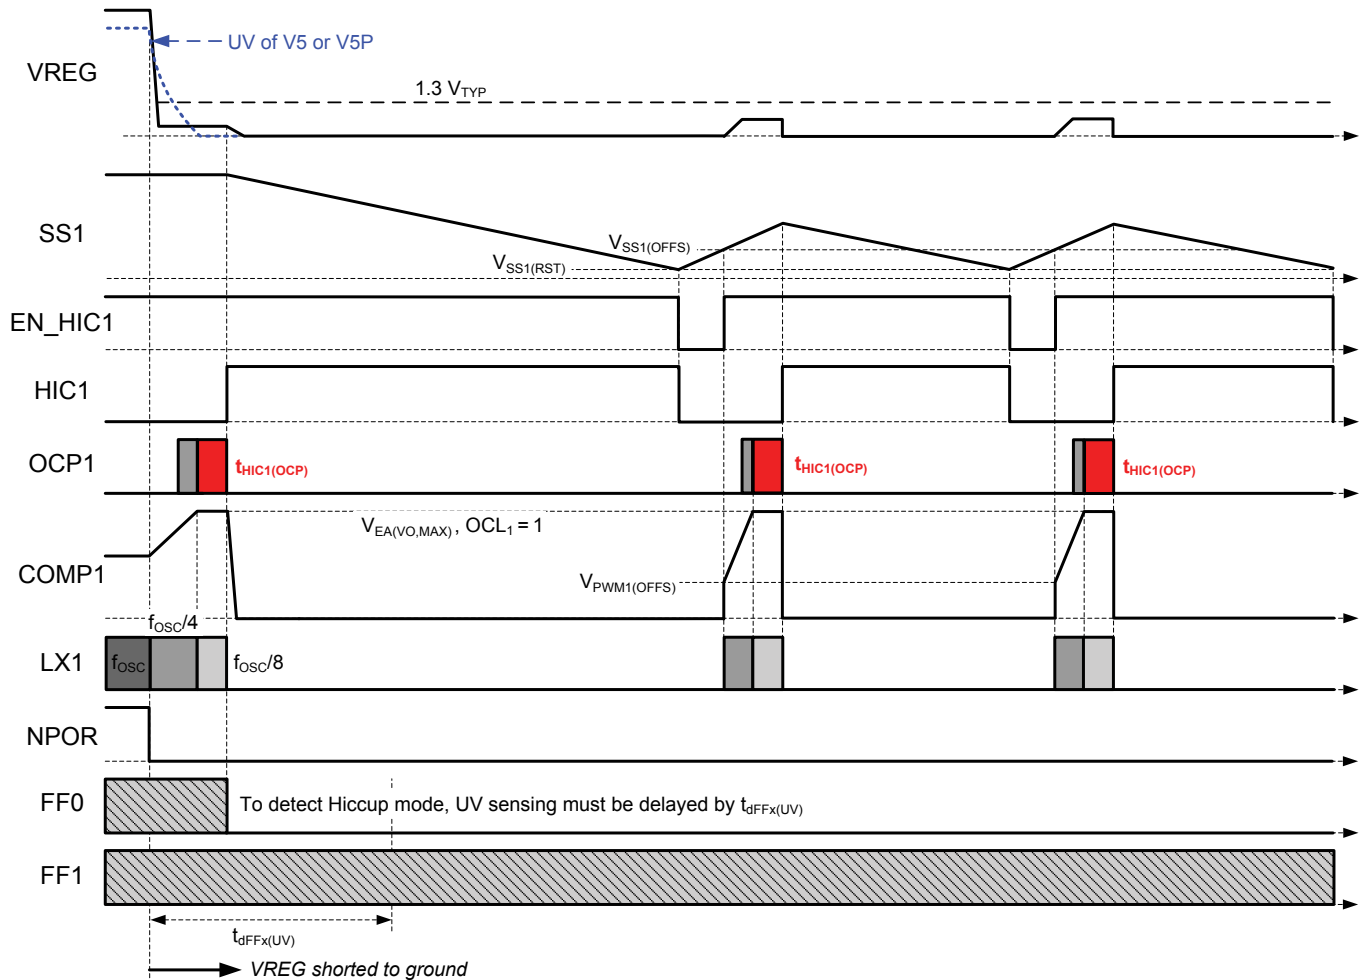 UV of V5 or V5P
VREG
1.3 VTYP
SS1
VSS1(OFFS)
VSS1(RST)
EN_HIC1
HIC1
OCP1
tHIC1(OCP)
tHIC1(OCP)
tHIC1(OCP)
VEA(VO,MAX), OCL1 = 1
COMP1
VPWM1(OFFS)
fOSC/4
LX1
fOSC
fOSC/8
NPOR
FF0
To detect Hiccup mode, UV sensing must be delayed by tdFFx(UV)
FF1
tdFFx(UV)
VREG shorted to ground